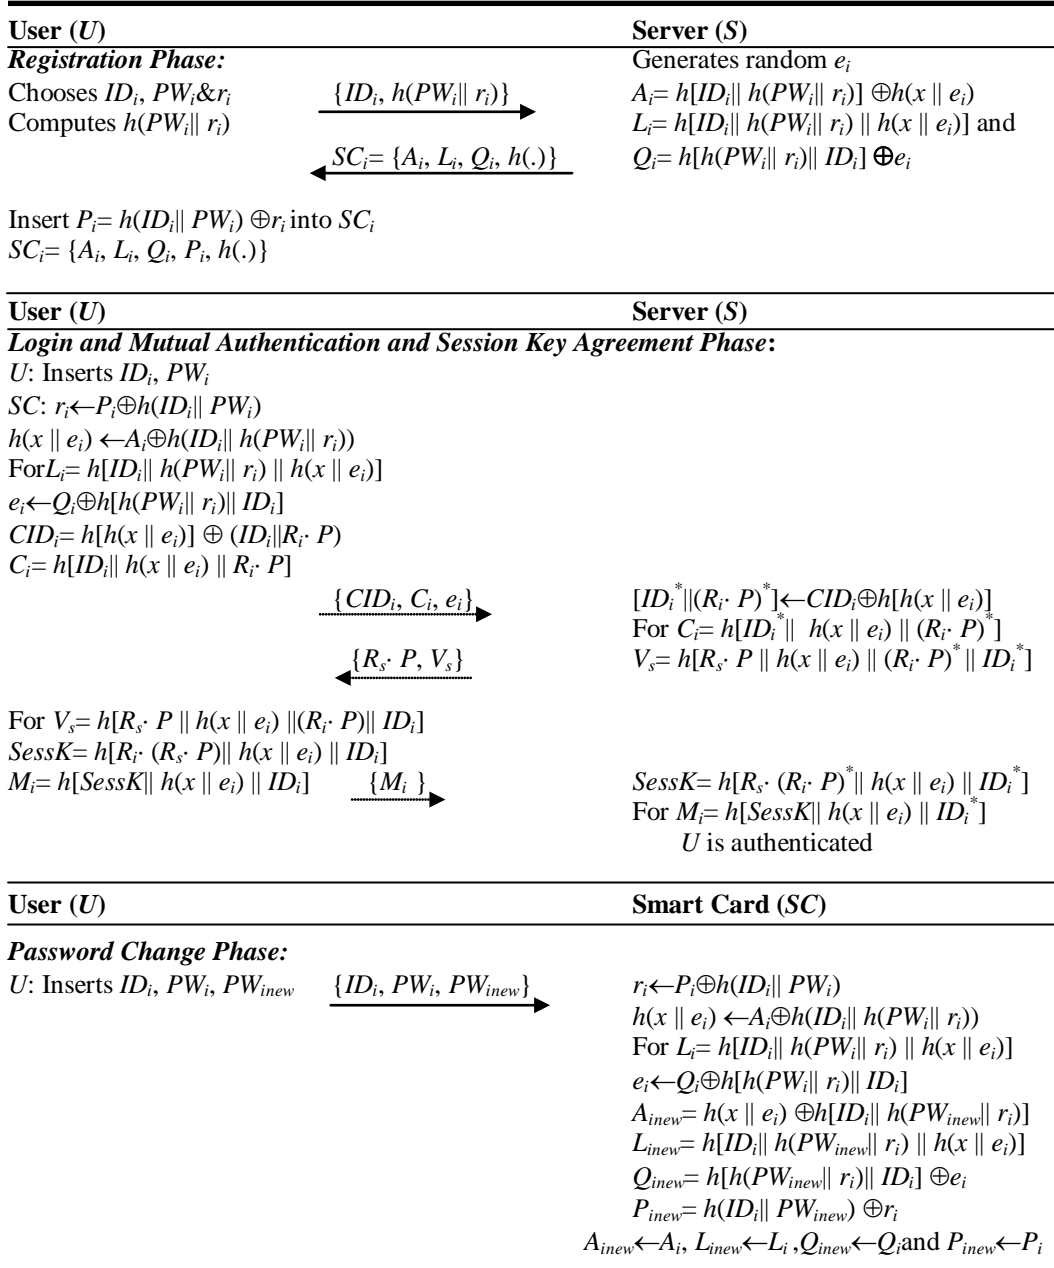 User (U) Server (S)
Registration Phase: Generates random eᵢ
Chooses IDᵢ, PWᵢ&rᵢ {IDᵢ, h(PWᵢ|| rᵢ)} Aᵢ= h[IDᵢ|| h(PWᵢ|| rᵢ)] ⊕h(x || eᵢ)
Computes h(PWᵢ|| rᵢ) Lᵢ= h[IDᵢ|| h(PWᵢ|| rᵢ) || h(x || eᵢ)] and
SCᵢ= {Aᵢ, Lᵢ, Qᵢ, h(.)} Qᵢ= h[h(PWᵢ|| rᵢ)|| IDᵢ] ⊕eᵢ
Insert Pᵢ= h(IDᵢ|| PWᵢ) ⊕rᵢ into SCᵢ
SCᵢ= {Aᵢ, Lᵢ, Qᵢ, Pᵢ, h(.)}
User (U) Server (S)
Login and Mutual Authentication and Session Key Agreement Phase:
U: Inserts IDᵢ, PWᵢ
SC: rᵢ←Pᵢ⊕h(IDᵢ|| PWᵢ)
h(x || eᵢ) ←Aᵢ⊕h(IDᵢ|| h(PWᵢ|| rᵢ))
ForLᵢ= h[IDᵢ|| h(PWᵢ|| rᵢ) || h(x || eᵢ)]
eᵢ←Qᵢ⊕h[h(PWᵢ|| rᵢ)|| IDᵢ]
CIDᵢ= h[h(x || eᵢ)] ⊕ (IDᵢ||Rᵢ· P)
Cᵢ= h[IDᵢ|| h(x || eᵢ) || Rᵢ· P]
{CIDᵢ, Cᵢ, eᵢ} [IDᵢ*||(Rᵢ· P)*]←CIDᵢ⊕h[h(x || eᵢ)]
For Cᵢ= h[IDᵢ*|| h(x || eᵢ) || (Rᵢ· P)*]
{Rₛ· P, Vₛ} Vₛ= h[Rₛ· P || h(x || eᵢ) || (Rᵢ· P)* || IDᵢ*]
For Vₛ= h[Rₛ· P || h(x || eᵢ) ||(Rᵢ· P)|| IDᵢ]
SessK= h[Rᵢ· (Rₛ· P)|| h(x || eᵢ) || IDᵢ]
Mᵢ= h[SessK|| h(x || eᵢ) || IDᵢ] {Mᵢ } SessK= h[Rₛ· (Rᵢ· P)*|| h(x || eᵢ) || IDᵢ*]
For Mᵢ= h[SessK|| h(x || eᵢ) || IDᵢ*]
U is authenticated
User (U) Smart Card (SC)
Password Change Phase:
U: Inserts IDᵢ, PWᵢ, PWᵢₙₑw {IDᵢ, PWᵢ, PWᵢₙₑw} rᵢ←Pᵢ⊕h(IDᵢ|| PWᵢ)
h(x || eᵢ) ←Aᵢ⊕h(IDᵢ|| h(PWᵢ|| rᵢ))
For Lᵢ= h[IDᵢ|| h(PWᵢ|| rᵢ) || h(x || eᵢ)]
eᵢ←Qᵢ⊕h[h(PWᵢ|| rᵢ)|| IDᵢ]
Aᵢₙₑw= h(x || eᵢ) ⊕h[IDᵢ|| h(PWᵢₙₑw|| rᵢ)]
Lᵢₙₑw= h[IDᵢ|| h(PWᵢₙₑw|| rᵢ) || h(x || eᵢ)]
Qᵢₙₑw= h[h(PWᵢₙₑw|| rᵢ)|| IDᵢ] ⊕eᵢ
Pᵢₙₑw= h(IDᵢ|| PWᵢₙₑw) ⊕rᵢ
Aᵢₙₑw←Aᵢ, Lᵢₙₑw←Lᵢ ,Qᵢₙₑw←Qᵢand Pᵢₙₑw←Pᵢ